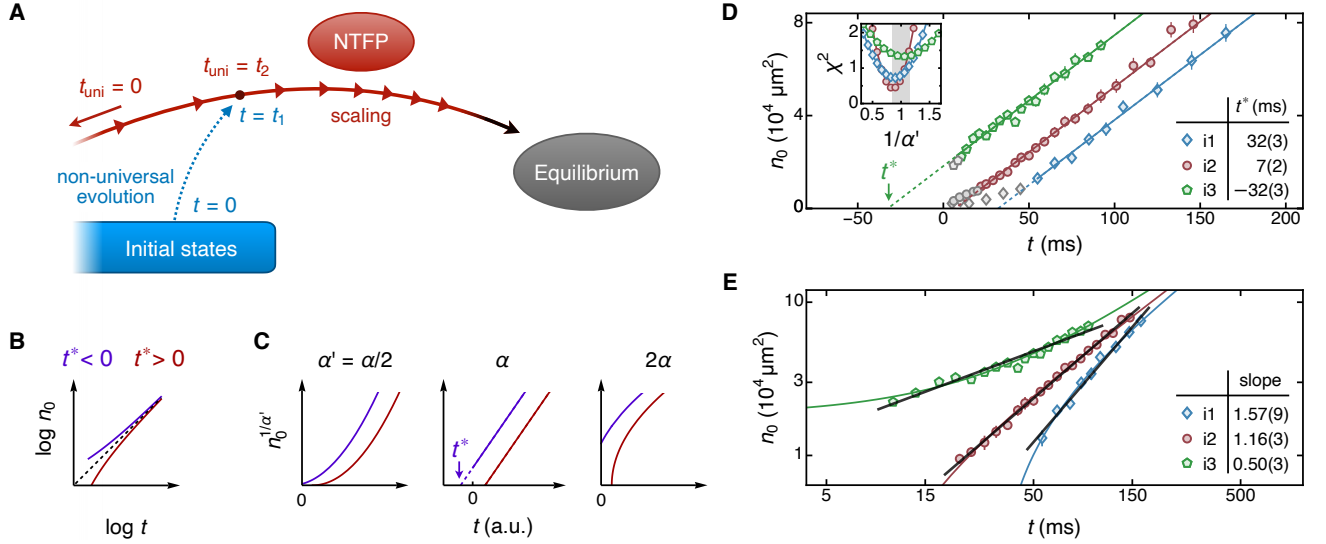 A
NTFP
t_uni = 0
t_uni = t_2
t = t_1
scaling
non-universal
evolution
t = 0
Initial states
Equilibrium
B
t* < 0 t* > 0
log n_0
log t
C
α' = α/2 α 2α
n_0^{1/α'}
t*
0 0 0
t (a.u.)
D
n_0 (10^4 μm^2)
8
4
0
χ^2
2
1
0
0.5 1 1.5
1/α'
t*
t* (ms)
i1 32(3)
i2 7(2)
i3 −32(3)
−50 0 50 100 150 200
t (ms)
E
n_0 (10^4 μm^2)
10
3
1
slope
i1 1.57(9)
i2 1.16(3)
i3 0.50(3)
5 15 50 150 500
t (ms)